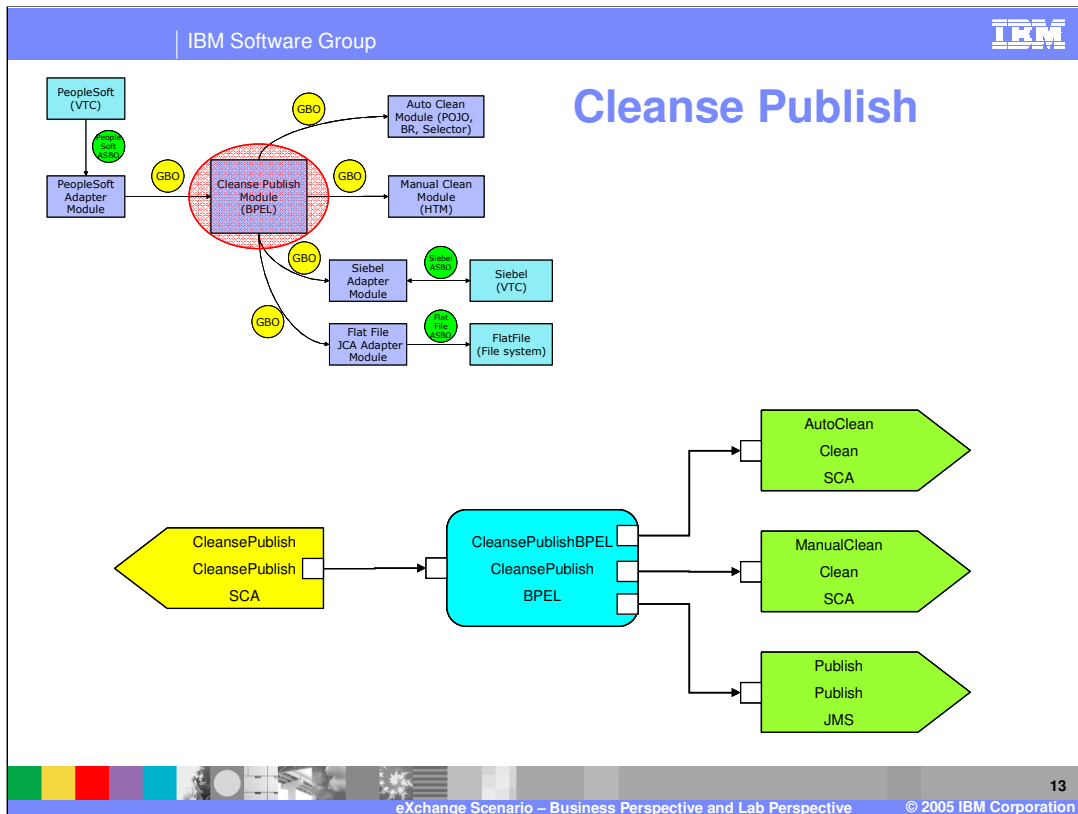 IBM Software Group
IBM
Cleanse Publish
PeopleSoft
(VTC)
People
Soft
ASBO
PeopleSoft
Adapter
Module
GBO
Cleanse Publish
Module
(BPEL)
GBO
Auto Clean
Module (POJO,
BR, Selector)
GBO
Manual Clean
Module
(HTM)
GBO
Siebel
Adapter
Module
Siebel
ASBO
Siebel
(VTC)
GBO
Flat File
JCA Adapter
Module
Flat
File
ASBO
FlatFile
(File system)
CleansePublish
CleansePublish
SCA
CleansePublishBPEL
CleansePublish
BPEL
AutoClean
Clean
SCA
ManualClean
Clean
SCA
Publish
Publish
JMS
13
eXchange Scenario – Business Perspective and Lab Perspective
© 2005 IBM Corporation